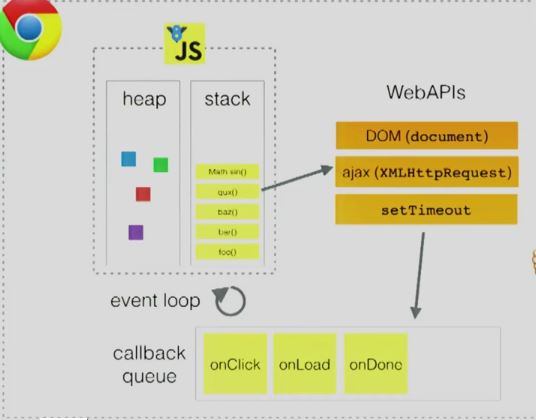 JS
heap
stack
WebAPIs
DOM (document)
ajax (XMLHttpRequest)
setTimeout
Math sin()
qux()
baz()
bar()
foo()
event loop
callback
queue
onClick
onLoad
onDone